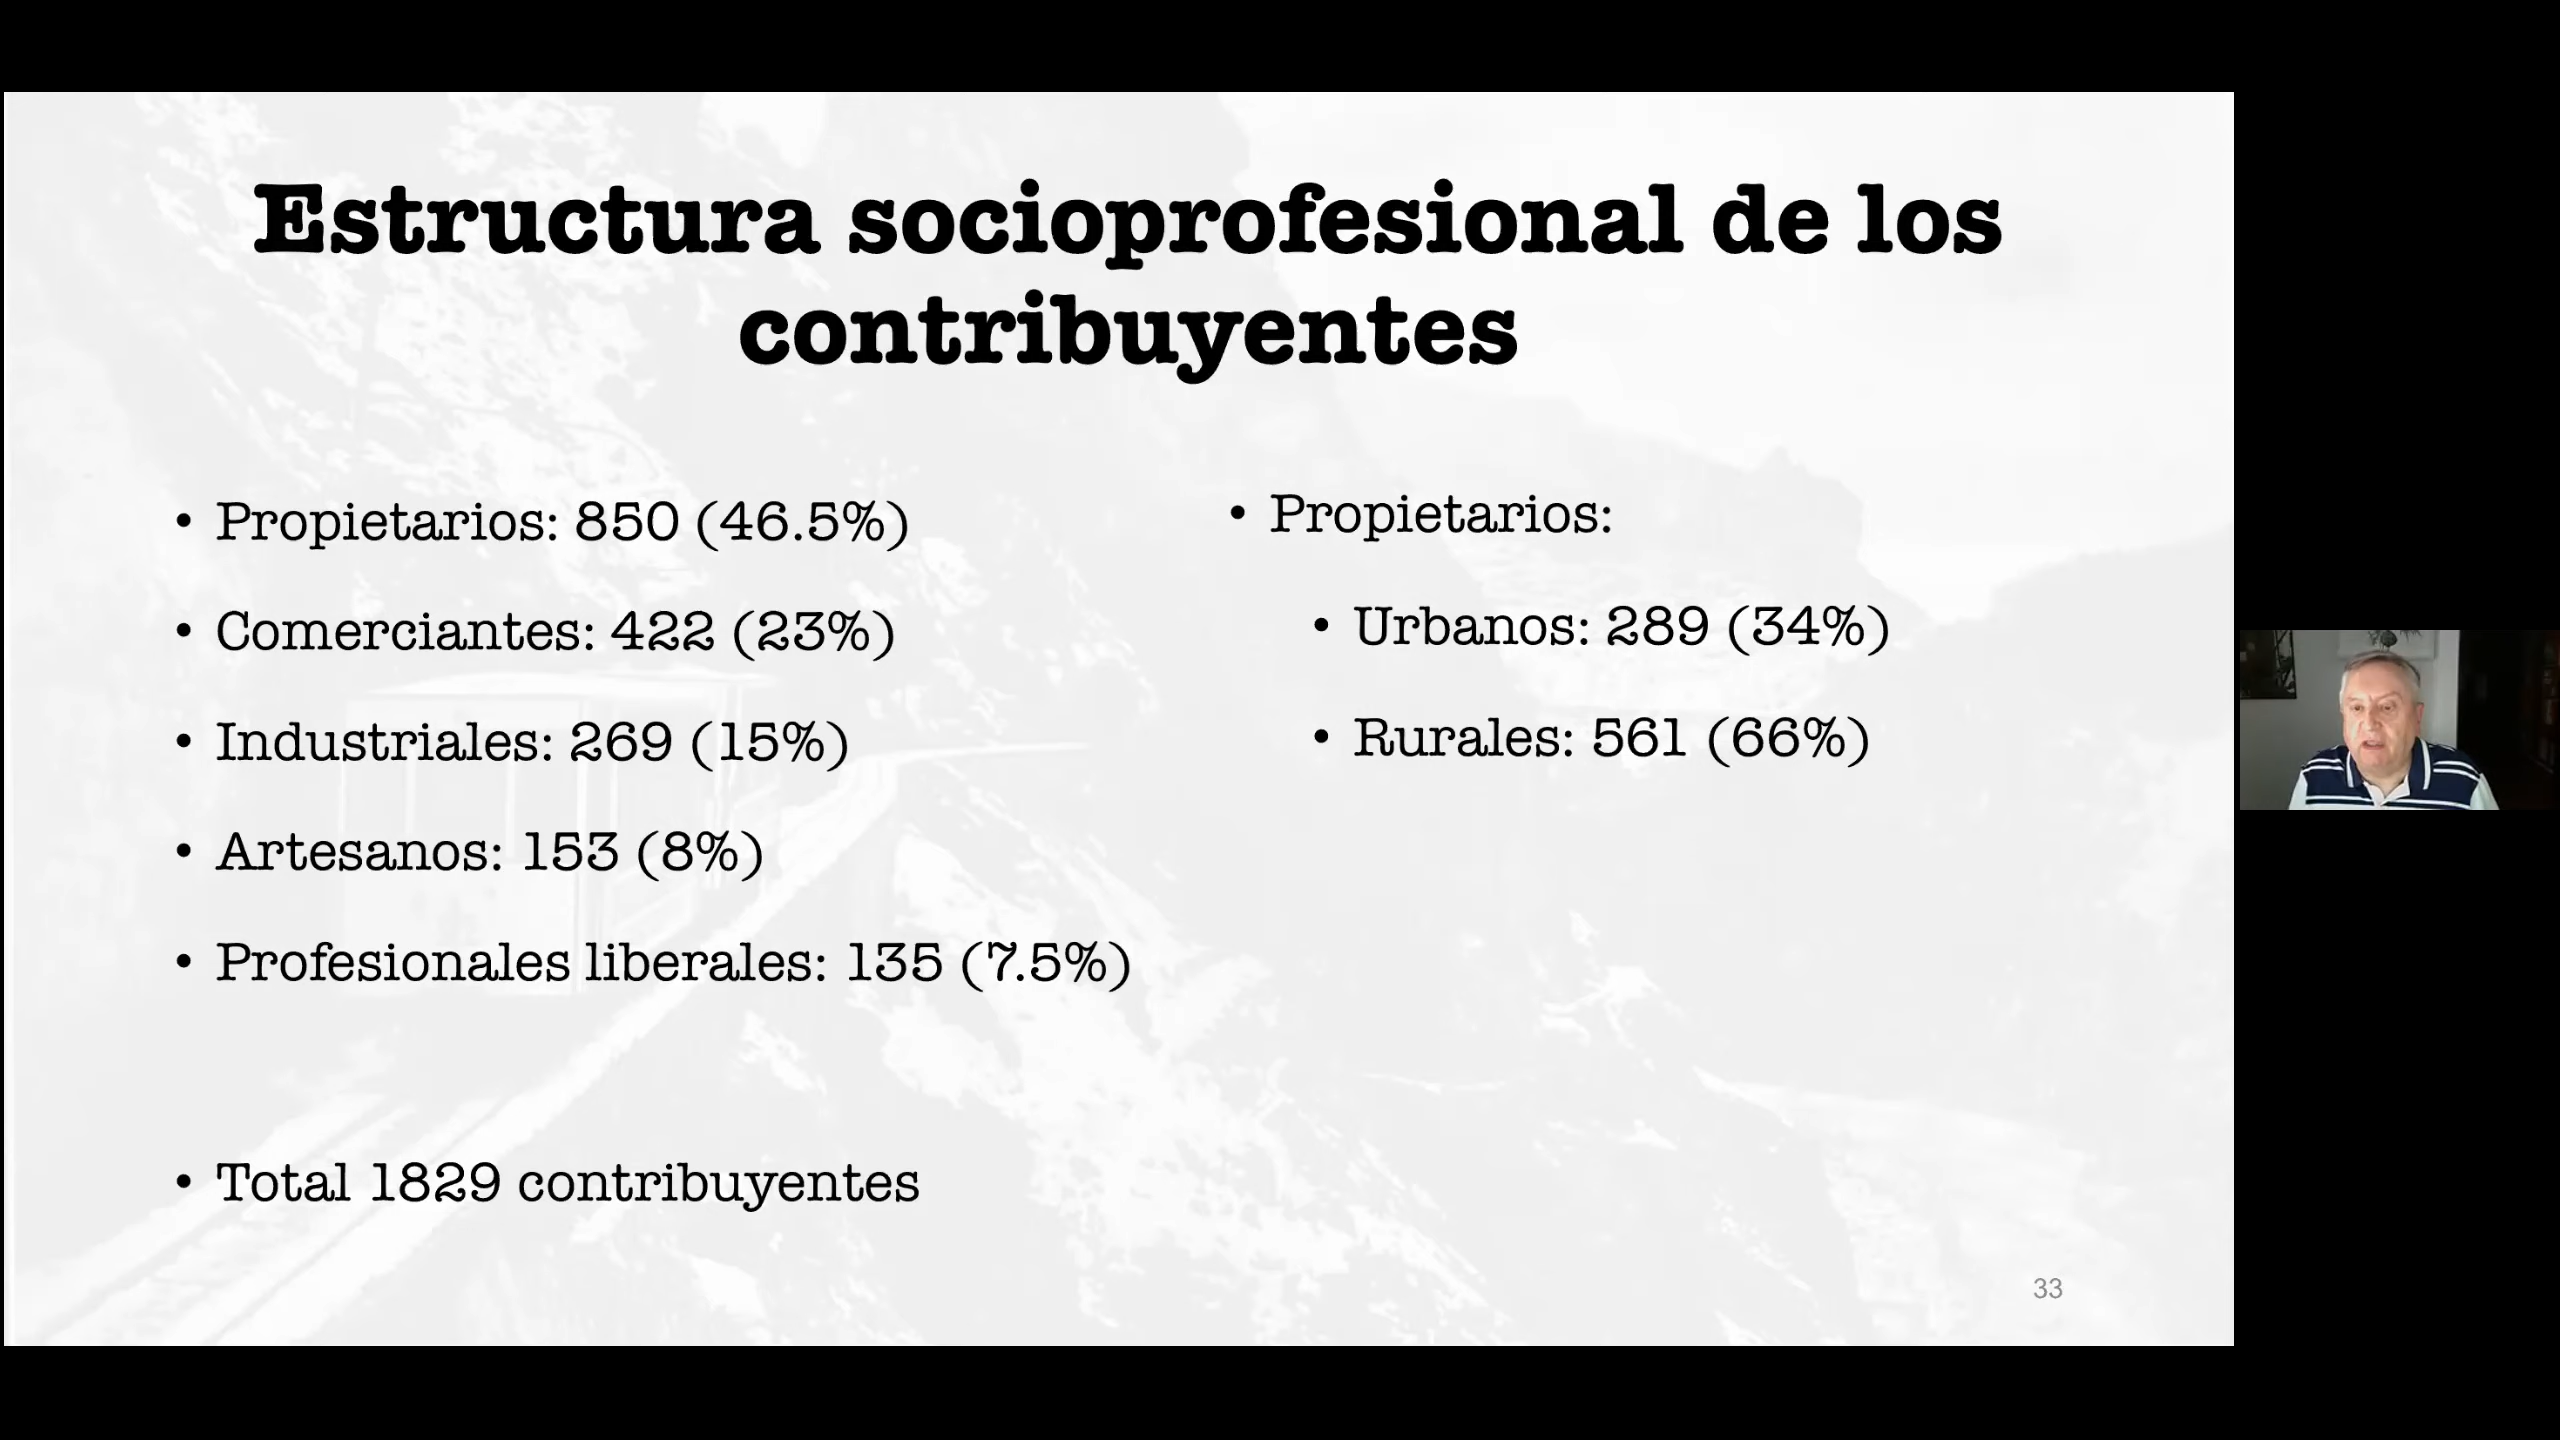 Estructura socioprofesional de los
contribuyentes
• Propietarios: 850 (46.5%)
• Comerciantes: 422 (23%)
• Industriales: 269 (15%)
• Artesanos: 153 (8%)
• Profesionales liberales: 135 (7.5%)
• Total 1829 contribuyentes
• Propietarios:
• Urbanos: 289 (34%)
• Rurales: 561 (66%)
33